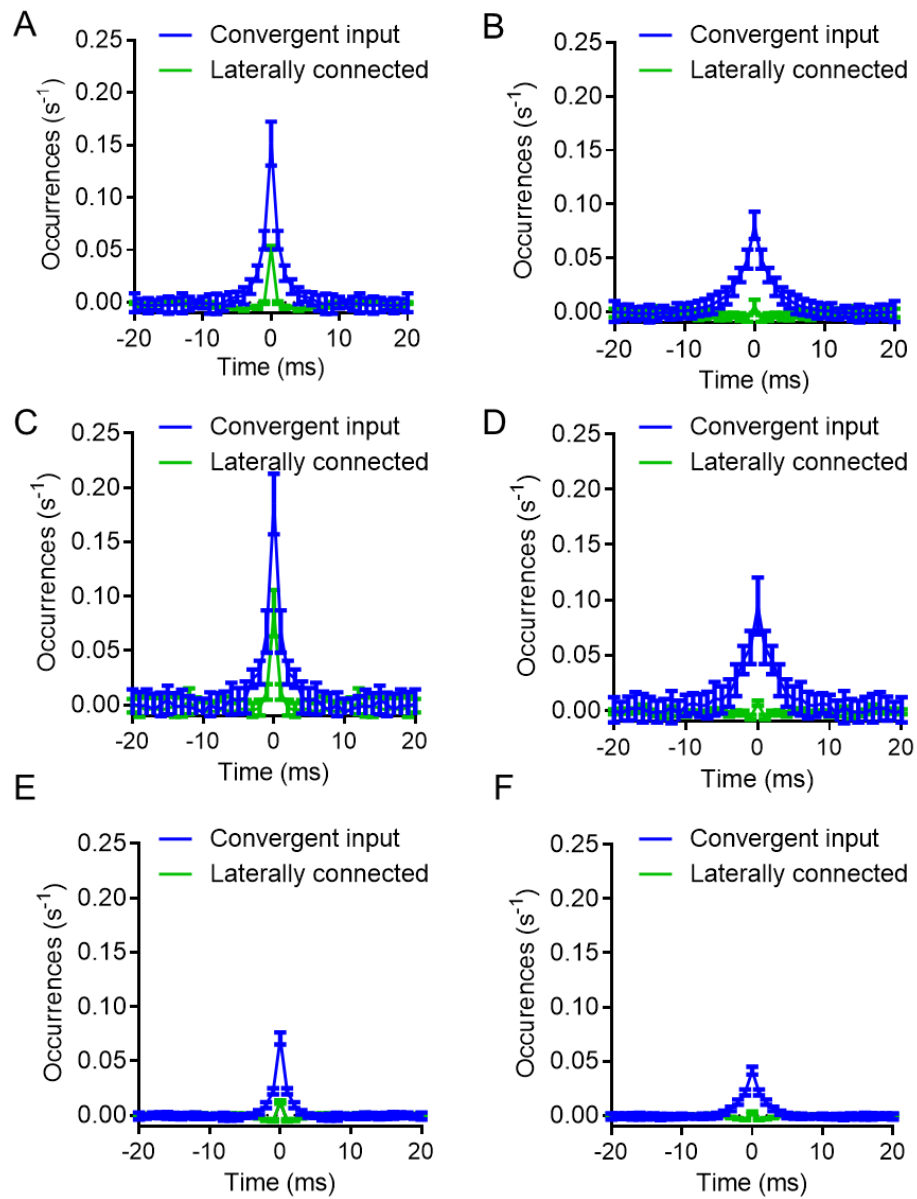 A
Convergent input
Laterally connected
Occurrences (s⁻¹)
0.25
0.20
0.15
0.10
0.05
0.00
-20 -10 0 10 20
Time (ms)
B
Convergent input
Laterally connected
Occurrences (s⁻¹)
0.25
0.20
0.15
0.10
0.05
0.00
-20 -10 0 10 20
Time (ms)
C
Convergent input
Laterally connected
Occurrences (s⁻¹)
0.25
0.20
0.15
0.10
0.05
0.00
-20 -10 0 10 20
Time (ms)
D
Convergent input
Laterally connected
Occurrences (s⁻¹)
0.25
0.20
0.15
0.10
0.05
0.00
-20 -10 0 10 20
Time (ms)
E
Convergent input
Laterally connected
Occurrences (s⁻¹)
0.25
0.20
0.15
0.10
0.05
0.00
-20 -10 0 10 20
Time (ms)
F
Convergent input
Laterally connected
Occurrences (s⁻¹)
0.25
0.20
0.15
0.10
0.05
0.00
-20 -10 0 10 20
Time (ms)